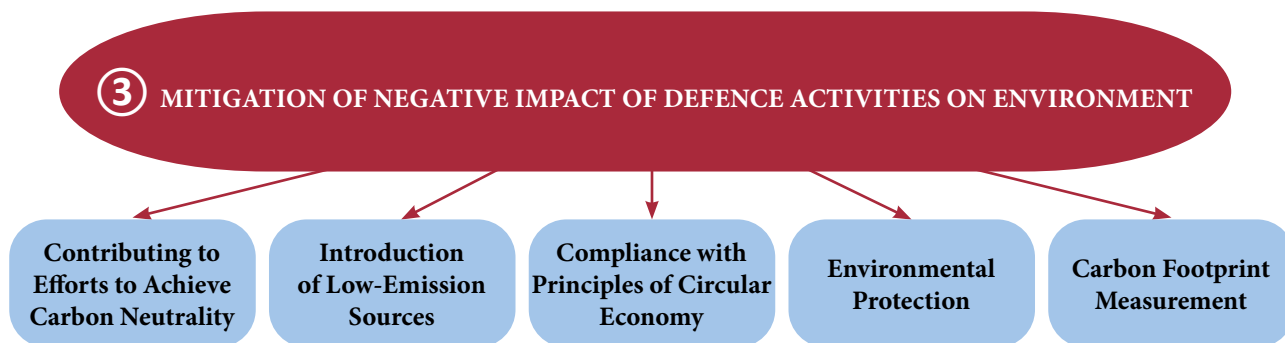 ③ MITIGATION OF NEGATIVE IMPACT OF DEFENCE ACTIVITIES ON ENVIRONMENT
Contributing to
Efforts to Achieve
Carbon Neutrality
Introduction
of Low-Emission
Sources
Compliance with
Principles of Circular
Economy
Environmental
Protection
Carbon Footprint
Measurement